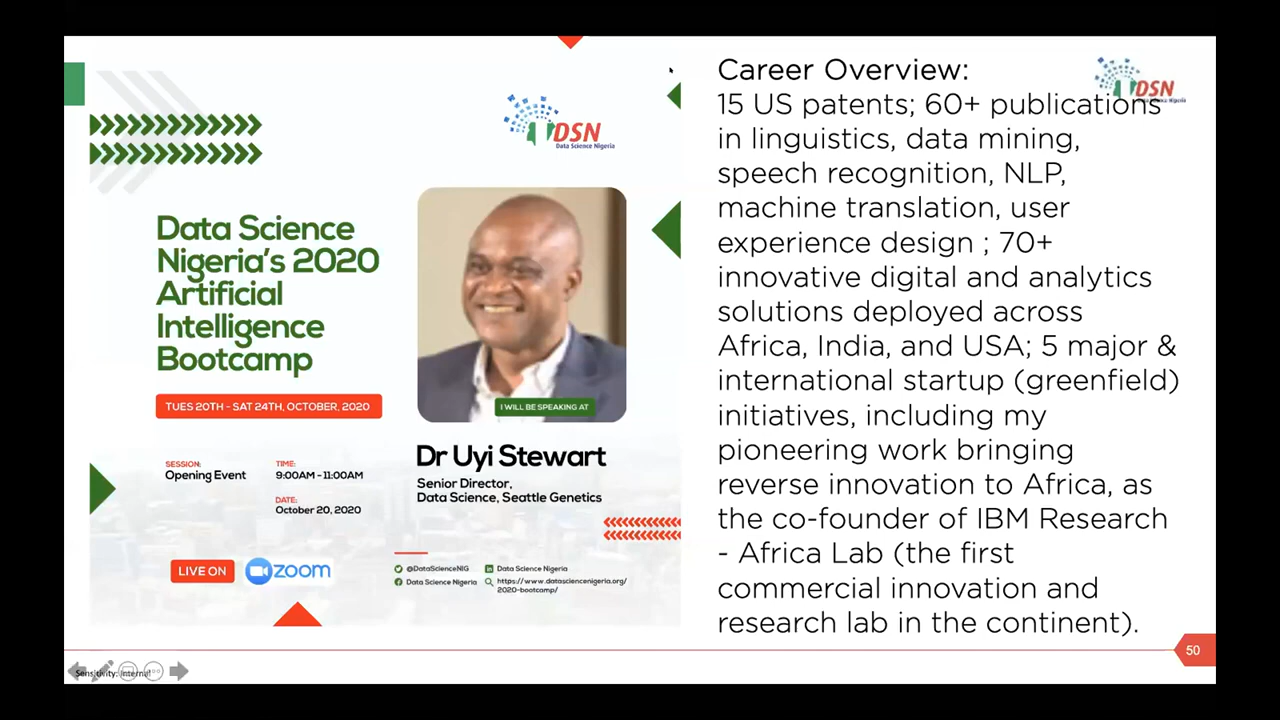 DSN
Data Science Nigeria
Data Science
Nigeria's 2020
Artificial
Intelligence
Bootcamp
TUES 20TH - SAT 24TH, OCTOBER, 2020
SESSION:
Opening Event
TIME:
9:00AM - 11:00AM
DATE:
October 20, 2020
LIVE ON
zoom
I WILL BE SPEAKING AT
Dr Uyi Stewart
Senior Director,
Data Science, Seattle Genetics
@DataScienceNIG
Data Science Nigeria
Data Science Nigeria
https://www.datasciencenigeria.org/
2020-bootcamp/
Career Overview:
15 US patents; 60+ publications
in linguistics, data mining,
speech recognition, NLP,
machine translation, user
experience design ; 70+
innovative digital and analytics
solutions deployed across
Africa, India, and USA; 5 major &
international startup (greenfield)
initiatives, including my
pioneering work bringing
reverse innovation to Africa, as
the co-founder of IBM Research
- Africa Lab (the first
commercial innovation and
research lab in the continent).
DSN
Sensitivity: Internal
50